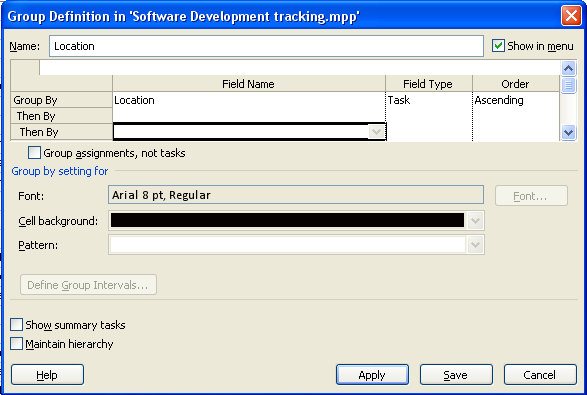 Group Definition in 'Software Development tracking.mpp'
Name: Location Show in menu
Field Name Field Type Order
Group By Location Task Ascending
Then By
Then By
Group assignments, not tasks
Group by setting for
Font: Arial 8 pt, Regular Font...
Cell background:
Pattern:
Define Group Intervals...
Show summary tasks
Maintain hierarchy
Help Apply Save Cancel